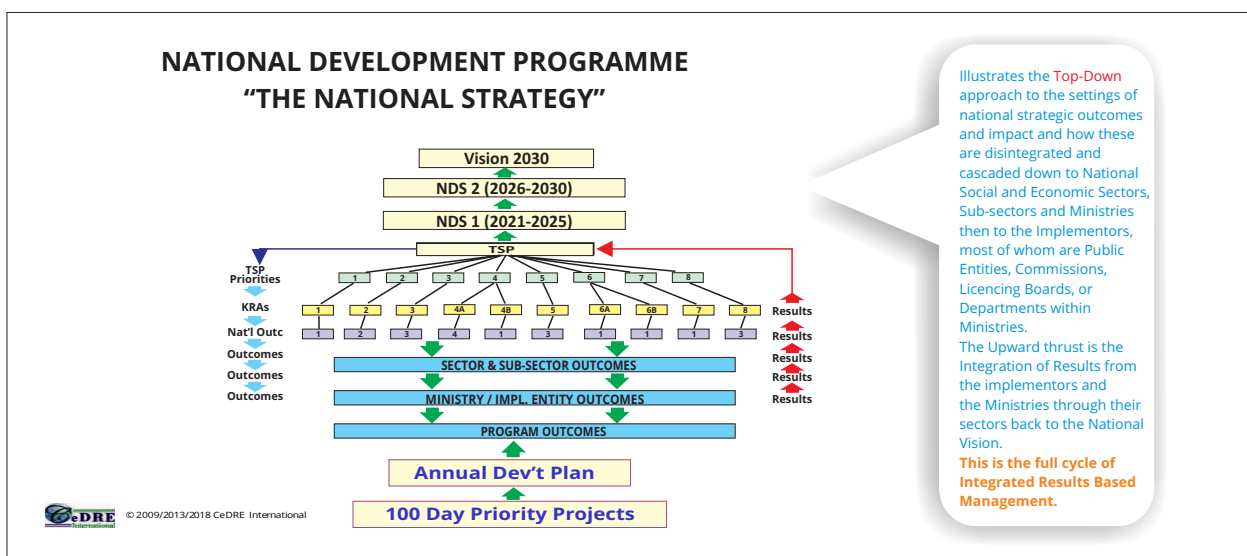 NATIONAL DEVELOPMENT PROGRAMME
“THE NATIONAL STRATEGY”
Vision 2030
NDS 2 (2026-2030)
NDS 1 (2021-2025)
TSP
TSP
Priorities
1 2 3 4 5 6 7 8
KRAs
1 2 3 4A 4B 5 6A 6B 7 8
Results
Nat'l Outc
1 2 3 4 1 3 1 1 1 3
Results
Outcomes
SECTOR & SUB-SECTOR OUTCOMES
Results
Outcomes
Results
Outcomes
MINISTRY / IMPL. ENTITY OUTCOMES
Results
PROGRAM OUTCOMES
Annual Dev't Plan
100 Day Priority Projects
CeDRE
International
© 2009/2013/2018 CeDRE International
Illustrates the Top-Down
approach to the settings of
national strategic outcomes
and impact and how these
are disintegrated and
cascaded down to National
Social and Economic Sectors,
Sub-sectors and Ministries
then to the Implementors,
most of whom are Public
Entities, Commissions,
Licencing Boards, or
Departments within
Ministries.
The Upward thrust is the
Integration of Results from
the implementors and
the Ministries through their
sectors back to the National
Vision.
This is the full cycle of
Integrated Results Based
Management.